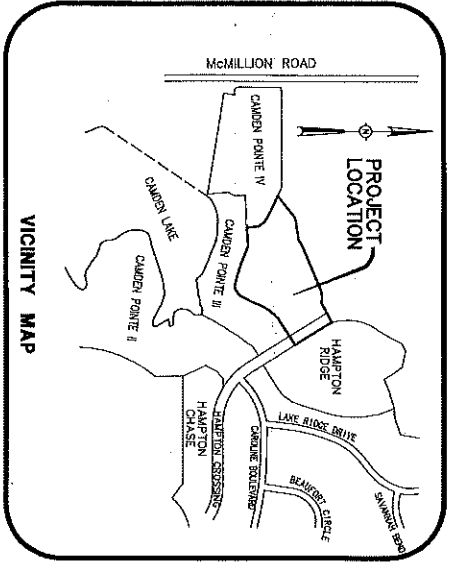 McMILLION ROAD
CAMDEN POINTE IV
N
PROJECT
LOCATION
CAMDEN LAKE
CAMDEN POINTE III
CAMDEN POINTE II
HAMPTON
RIDGE
LAKE RIDGE DRIVE
SAVANNAH BEND
BEAUFORT CIRCLE
CAROLINE BOULEVARD
HAMPTON CROSSING
HAMPTON
CHASE
VICINITY MAP